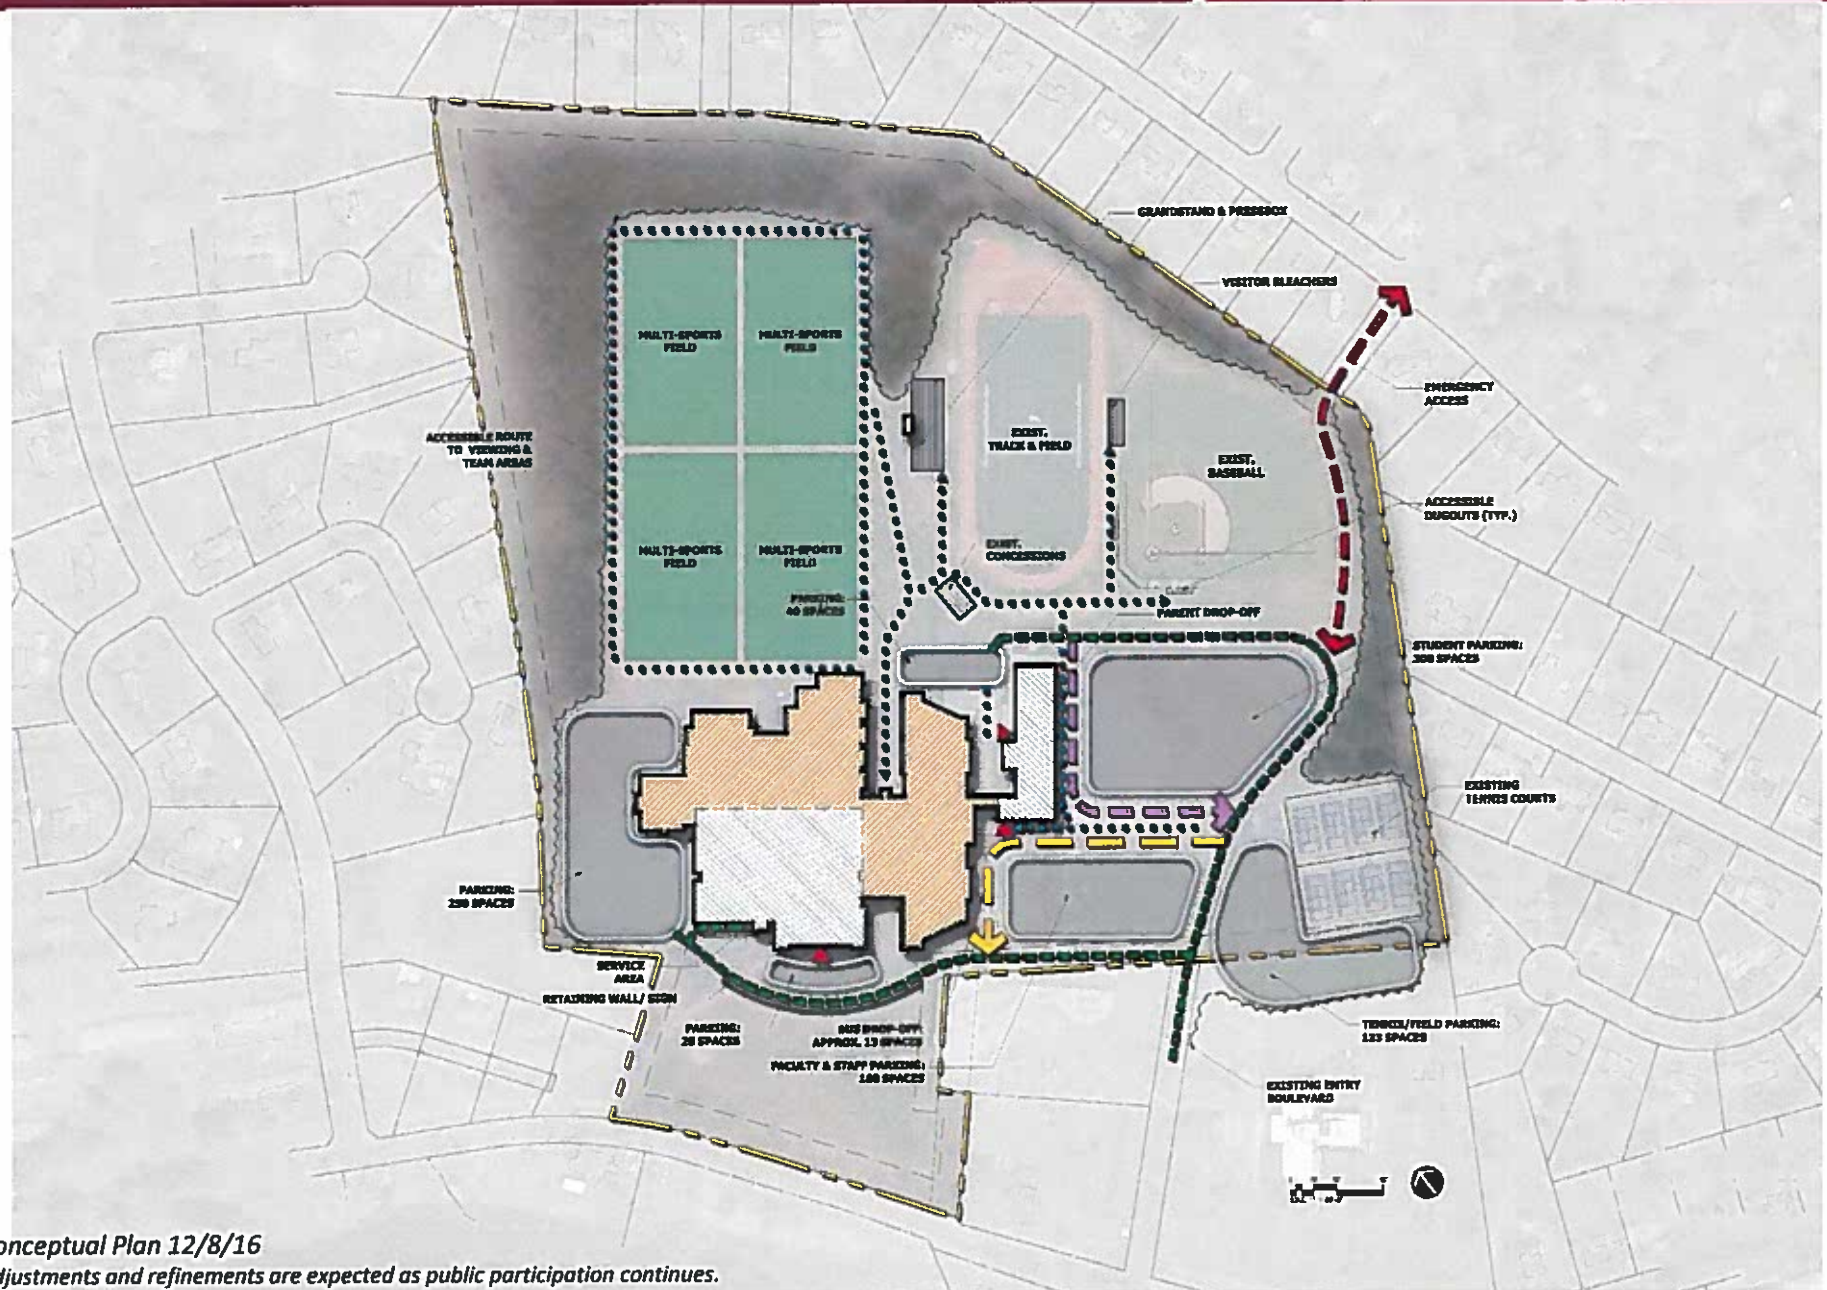 GRANDSTAND & PRESSBOX
VISITOR BLEACHERS
MULTI-SPORTS
FIELD
MULTI-SPORTS
FIELD
EMERGENCY
ACCESS
ACCESSIBLE ROUTE
TO VIEWING &
TEAM AREAS
EXIST.
TRACK & FIELD
EXIST.
BASEBALL
ACCESSIBLE
DUGOUTS (TYP.)
MULTI-SPORTS
FIELD
MULTI-SPORTS
FIELD
EXIST.
CONCESSIONS
PARKING:
40 SPACES
PARENT DROP-OFF
STUDENT PARKING:
SPACES
EXISTING
TENNIS COURTS
PARKING:
SPACES
SERVICE
AREA
RETAINING WALL/ SIGN
PARKING:
SPACES
BUS DROP-OFF:
APPROX. 13 SPACES
FACULTY & STAFF PARKING:
SPACES
TENNIS/FIELD PARKING:
SPACES
EXISTING ENTRY
BOULEVARD
onceptual Plan 12/8/16
djustments and refinements are expected as public participation continues.